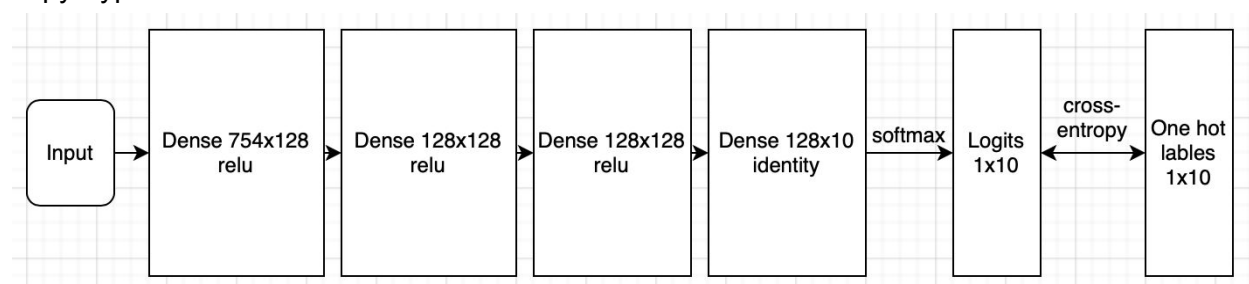 Input
Dense 754x128
relu
Dense 128x128
relu
Dense 128x128
relu
Dense 128x10
identity
softmax
Logits
1x10
cross-
entropy
One hot
lables
1x10